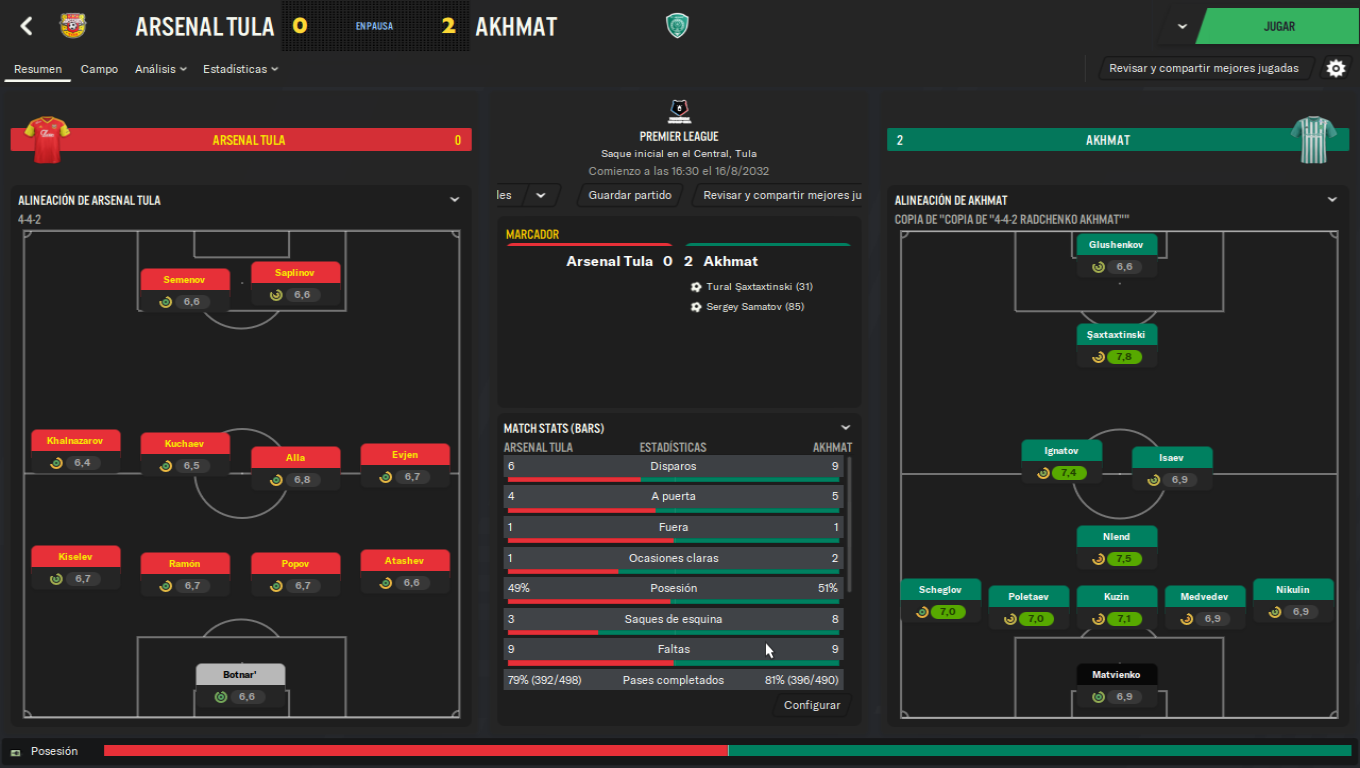 ARSENAL TULA 0 EN PAUSA 2 AKHMAT
JUGAR
Resumen Campo Análisis Estadísticas
Revisar y compartir mejores jugadas
ARSENAL TULA 0
PREMIER LEAGUE
Saque inicial en el Central, Tula
Comienzo a las 16:30 el 16/8/2032
les Guardar partido Revisar y compartir mejores ju
2 AKHMAT
ALINEACIÓN DE ARSENAL TULA
4-4-2
Semenov
6,6
Saplinov
6,6
Khalnazarov
6,4
Kuchaev
6,5
Alla
6,8
Evjen
6,7
Kiselev
6,7
Ramón
6,7
Popov
6,7
Atashev
6,6
Botnar'
6,6
MARCADOR
Arsenal Tula 0 2 Akhmat
Tural Şaxtaxtinski (31)
Sergey Samatov (85)
MATCH STATS (BARS)
ARSENAL TULA ESTADÍSTICAS AKHMAT
6 Disparos 9
4 A puerta 5
1 Fuera 1
1 Ocasiones claras 2
49% Posesión 51%
3 Saques de esquina 8
9 Faltas 9
79% (392/498) Pases completados 81% (396/490)
Configurar
ALINEACIÓN DE AKHMAT
COPIA DE "COPIA DE "4-4-2 RADCHENKO AKHMAT""
Glushenkov
6,6
Şaxtaxtinski
7,8
Ignatov
7,4
Isaev
6,9
Nlend
7,5
Scheglov
7,0
Poletaev
7,0
Kuzin
7,1
Medvedev
6,9
Nikulin
6,9
Matvienko
6,9
Posesión